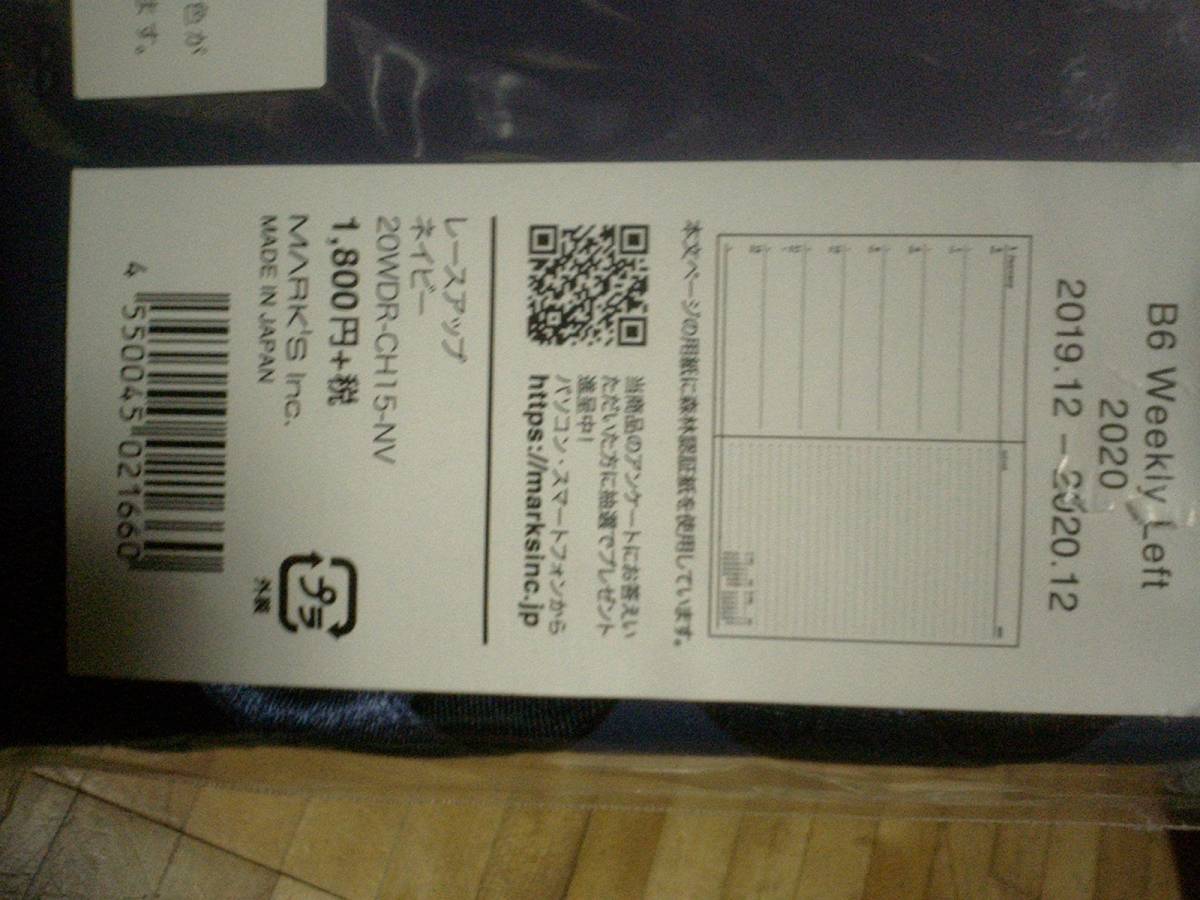 色が
ます。
B6 Weekly Left
2020
2019.12 – 2020.12
本文ページの用紙に森林認証紙を使用しています。
当商品のアンケートにお答えい
ただいた方に抽選でプレゼント
進呈中!
パソコン・スマートフォンから
https://marksinc.jp
レースアップ
ネイビー
20WDR-CH15-NV
1,800円+税
MARK'S Inc.
MADE IN JAPAN
プラ
外装
4 550045 021660